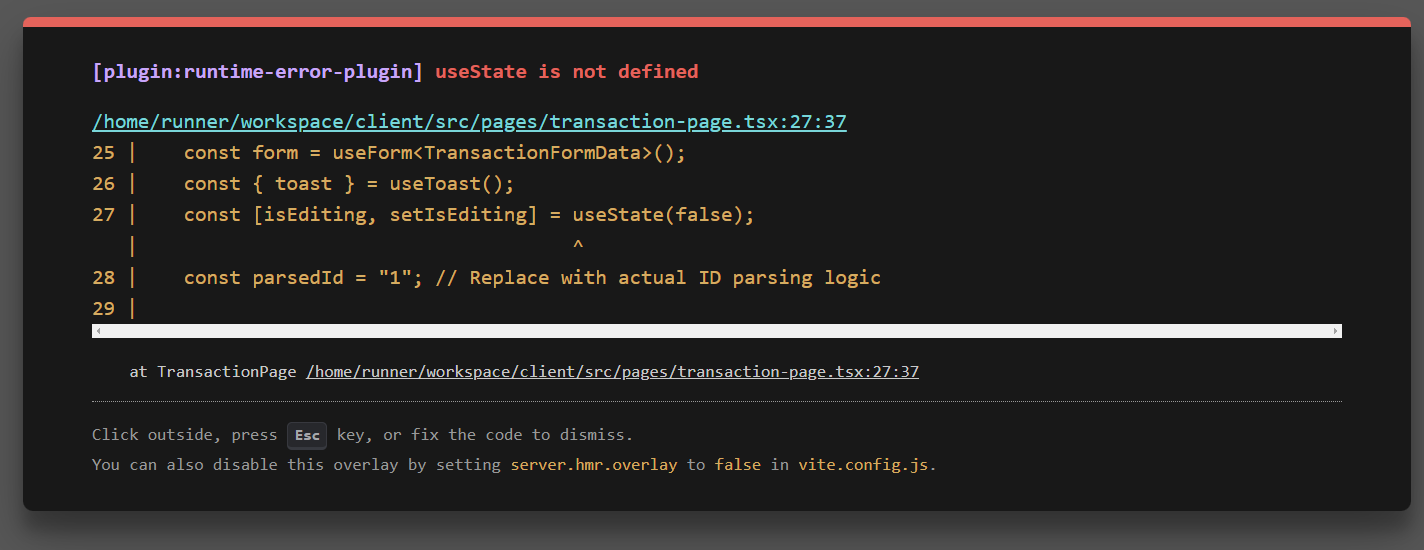 [plugin:runtime-error-plugin] useState is not defined
/home/runner/workspace/client/src/pages/transaction-page.tsx:27:37
25 |    const form = useForm<TransactionFormData>();
26 |    const { toast } = useToast();
27 |    const [isEditing, setIsEditing] = useState(false);
   |                                      ^
28 |    const parsedId = "1"; // Replace with actual ID parsing logic
29 |
at TransactionPage /home/runner/workspace/client/src/pages/transaction-page.tsx:27:37
Click outside, press Esc key, or fix the code to dismiss.
You can also disable this overlay by setting server.hmr.overlay to false in vite.config.js.